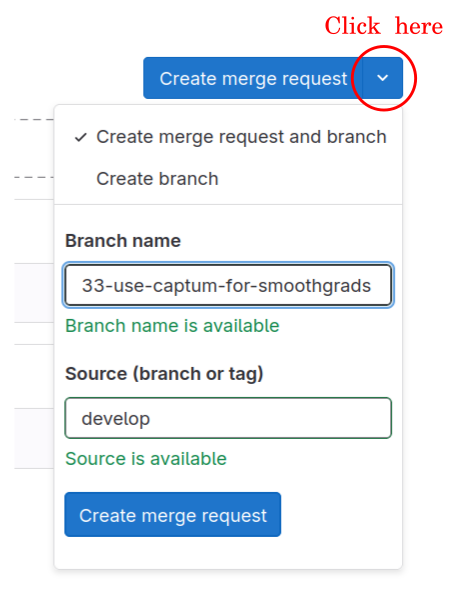 Click here
Create merge request
Create merge request and branch
Create branch
Branch name
33-use-captum-for-smoothgrads
Branch name is available
Source (branch or tag)
develop
Source is available
Create merge request